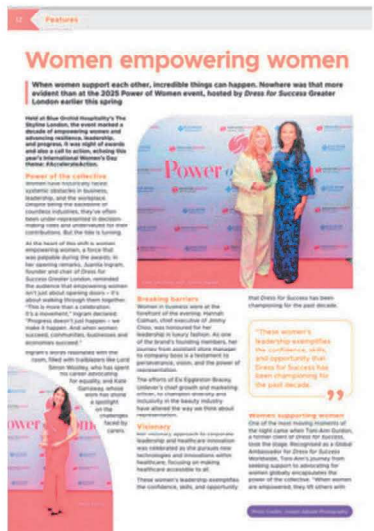 12
Features
Women empowering women
When women support each other, incredible things can happen. Nowhere was that more
evident than at the 2025 Power of Women event, hosted by Dress for Success Greater
London earlier this spring
Held at Blue Orchid Hospitality's The
Skyline London, the event marked a
decade of empowering women and
advancing resilience, leadership,
and progress. It was night of awards
and also a call to action, echoing this
year's International Women's Day
theme: #AccelerateAction.
Power of the collective
Women have historically faced
systemic obstacles in business,
leadership, and the workplace.
Despite being the backbone of
countless industries, they've often
been under-represented in decision-
making roles and undervalued for their
contributions. But the tide is turning.
At the heart of this shift is women
empowering women, a force that
was palpable during the awards. In
her opening remarks, Juanita Ingram,
founder and chair of Dress for
Success Greater London, reminded
the audience that empowering women
isn't just about opening doors – it's
about walking through them together.
"This is more than a celebration.
It's a movement," Ingram declared.
"Progress doesn't just happen – we
make it happen. And when women
succeed, communities, businesses and
economies succeed."
Ingram's words resonated with the
room, filled with trailblazers like Lord
Simon Woolley, who has spent
his career advocating
for equality, and Kate
Garraway, whose
work has shone
a spotlight
on the
challenges
faced by
carers.
Power
Breaking barriers
Women in business were at the
forefront of the evening. Hannah
Colman, chief executive of Jimmy
Choo, was honoured for her
leadership in luxury fashion. As one
of the brand's founding members, her
journey from assistant store manager
to company boss is a testament to
perseverance, vision, and the power of
representation.
The efforts of Ele Eggleston Bracey,
Unilever's chief growth and marketing
officer, to champion diversity and
inclusivity in the beauty industry
have altered the way we think about
representation.
Visionary
approach to corporate
leadership and healthcare innovation
was celebrated as she pursues new
technologies and innovations within
healthcare, focusing on making
healthcare accessible to all.
These women's leadership exemplifies
the confidence, skills, and opportunity
that Dress for Success has been
championing for the past decade.
"These women's
leadership exemplifies
the confidence, skills,
and opportunity that
Dress for Success has
been championing for
the past decade.
Women supporting women
One of the most moving moments of
the night came when Toni-Ann Durdon,
a former client of Dress for Success,
took the stage. Recognised as a Global
Ambassador for Dress for Success
Worldwide, Toni-Ann's journey from
seeking support to advocating for
women globally encapsulates the
power of the collective. "When women
are empowered, they lift others with
ower